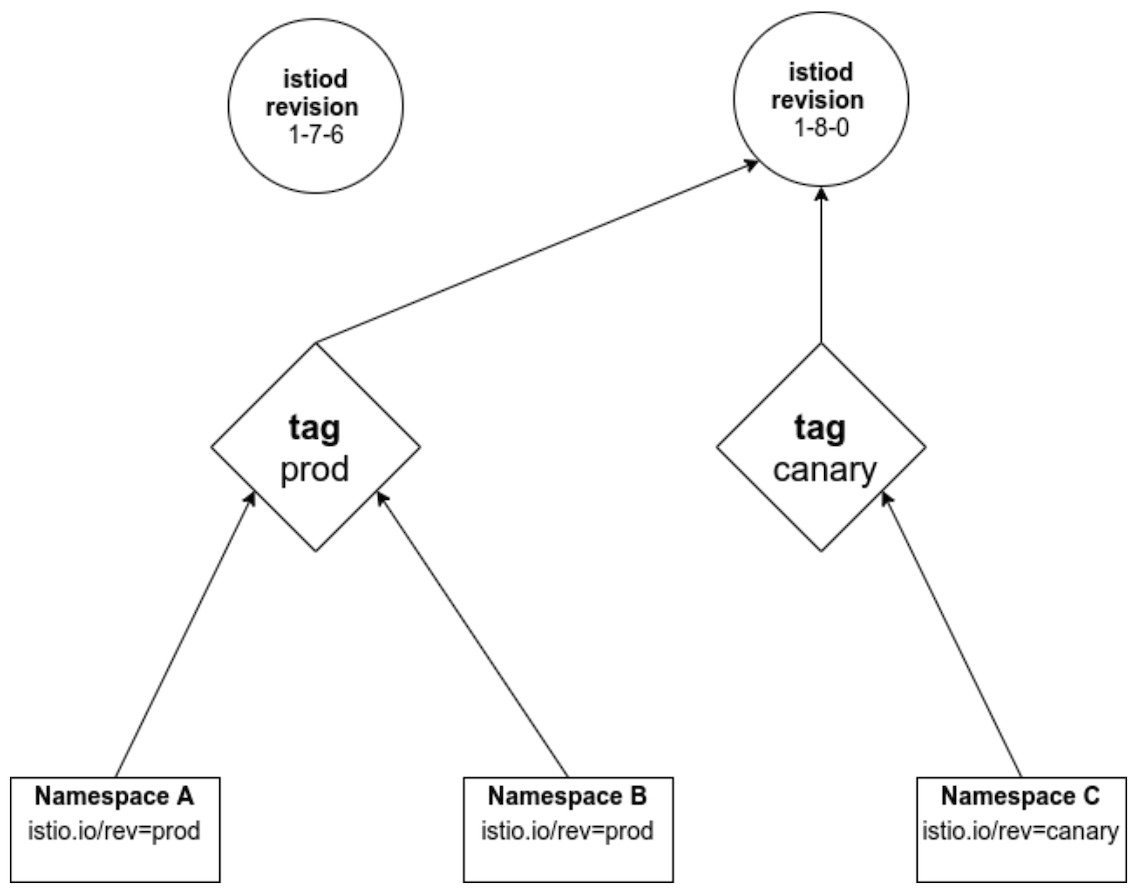 istiod
revision
1-7-6
istiod
revision
1-8-0
tag
prod
tag
canary
Namespace A
istio.io/rev=prod
Namespace B
istio.io/rev=prod
Namespace C
istio.io/rev=canary